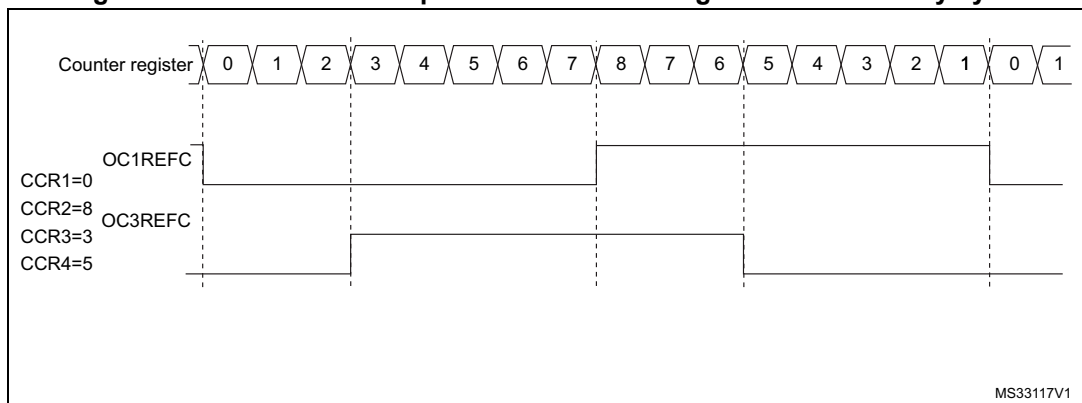 Counter register 0 1 2 3 4 5 6 7 8 7 6 5 4 3 2 1 0 1
OC1REFC
CCR1=0
CCR2=8
OC3REFC
CCR3=3
CCR4=5
MS33117V1